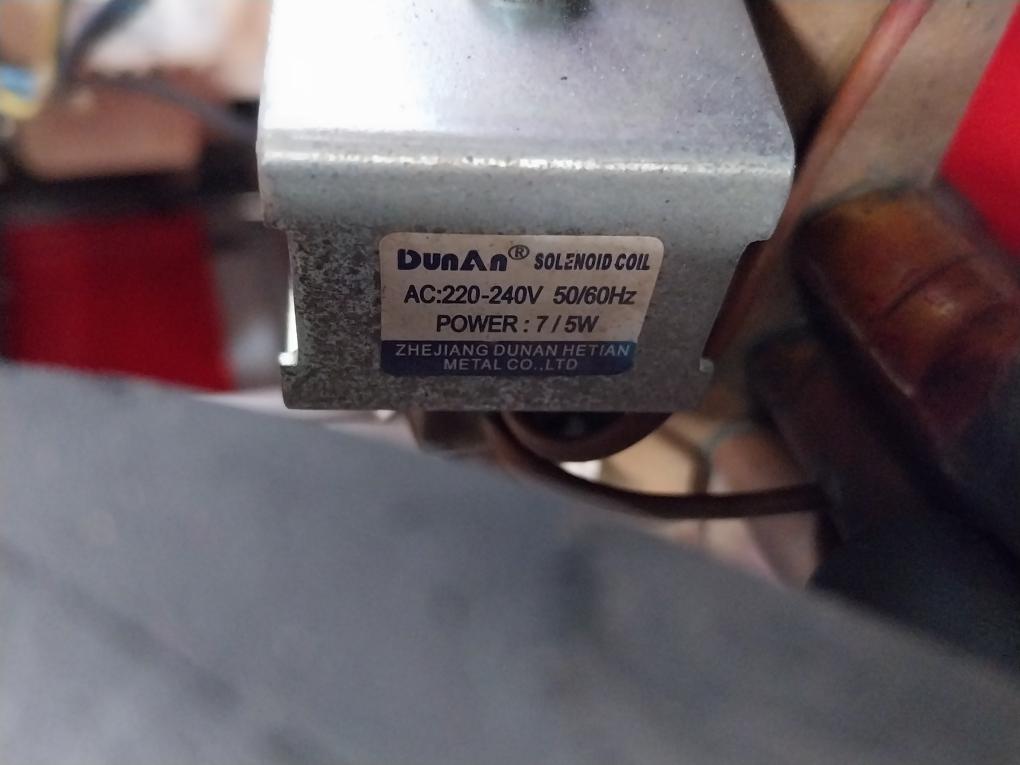 DunAn® SOLENOID COIL
AC:220-240V 50/60Hz
POWER : 7 / 5W
ZHEJIANG DUNAN HETIAN
METAL CO.,LTD